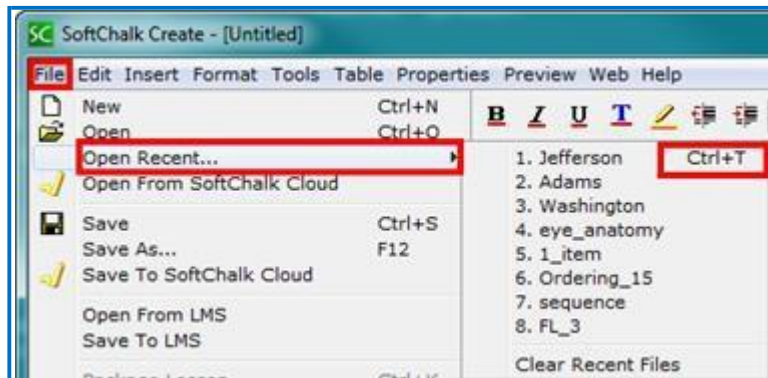 SC SoftChalk Create - [Untitled]
File Edit Insert Format Tools Table Properties Preview Web Help
New Ctrl+N
Open Ctrl+O
B I U T
Open Recent...
Open From SoftChalk Cloud
Save Ctrl+S
Save As... F12
Save To SoftChalk Cloud
Open From LMS
Save To LMS
1. Jefferson Ctrl+T
2. Adams
3. Washington
4. eye_anatomy
5. 1_item
6. Ordering_15
7. sequence
8. FL_3
Clear Recent Files